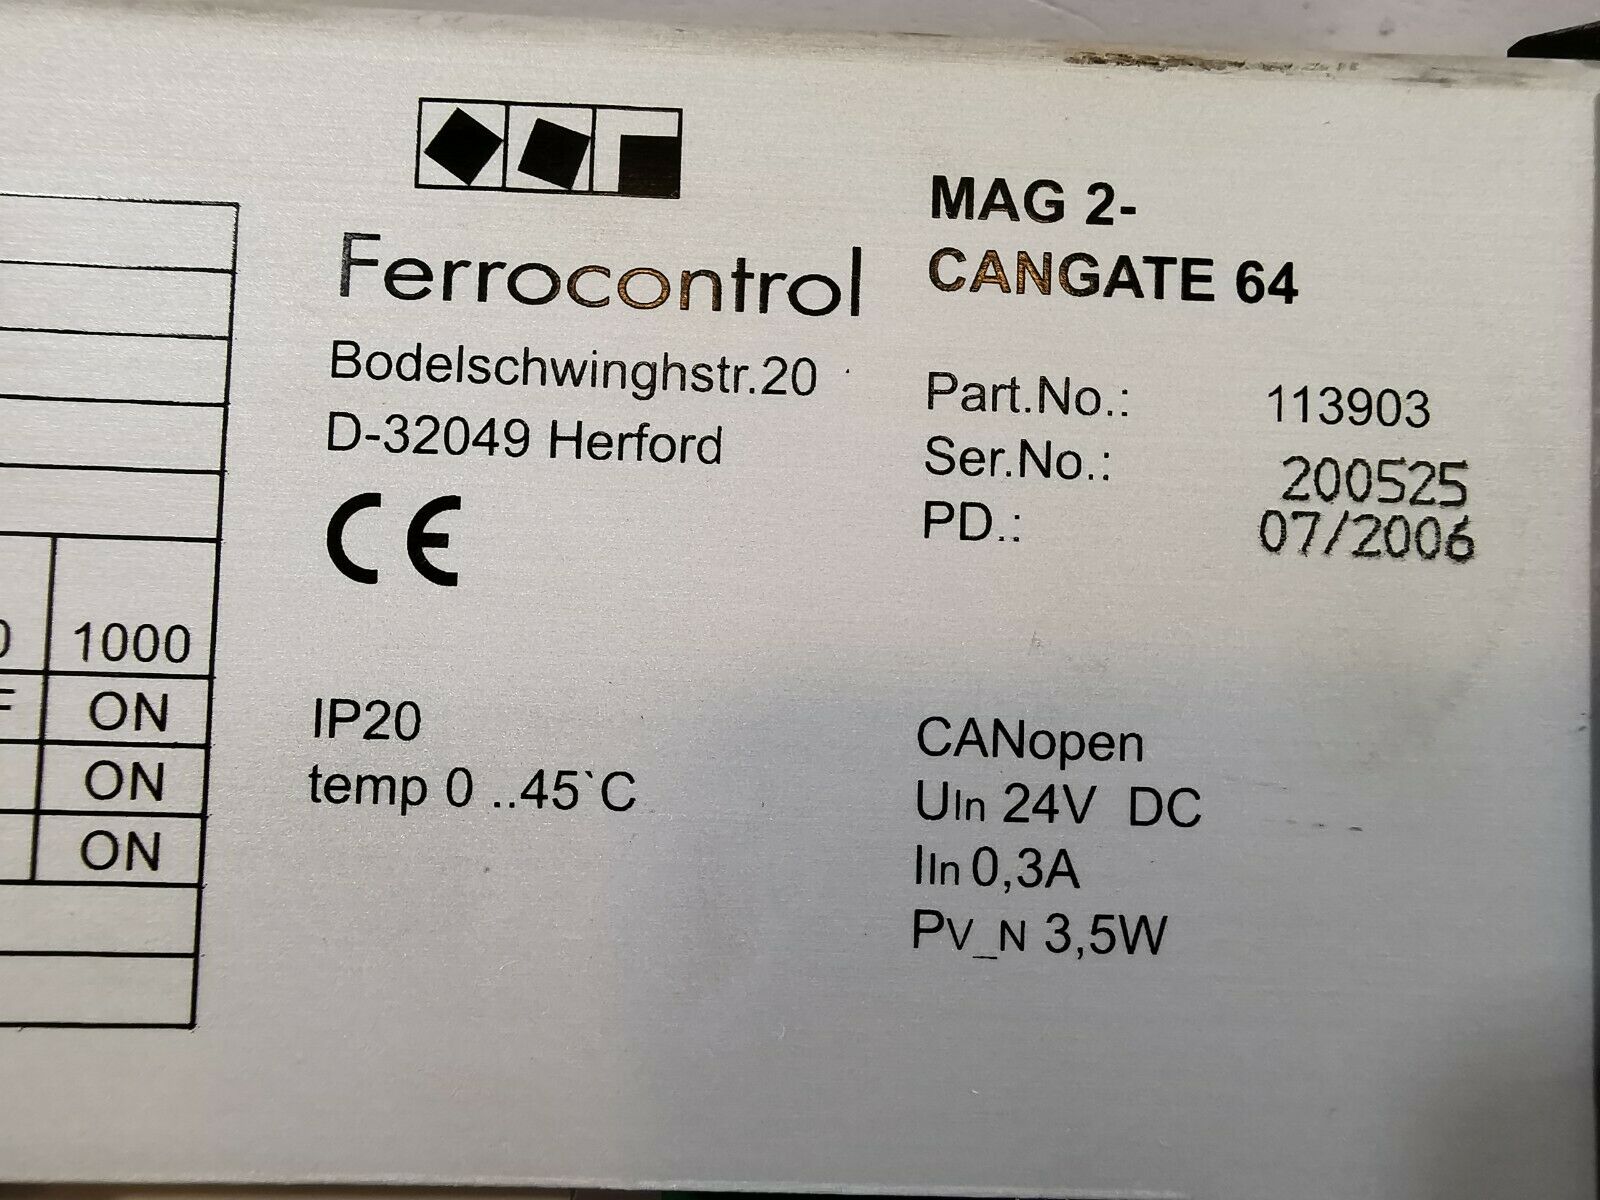 Ferrocontrol
Bodelschwinghstr.20
D-32049 Herford
CE
MAG 2-
CANGATE 64
Part.No.: 113903
Ser.No.: 200525
PD.: 07/2006
1000
ON
ON
ON
IP20
temp 0 ..45`C
CANopen
UIn 24V DC
IIn 0,3A
PV_N 3,5W